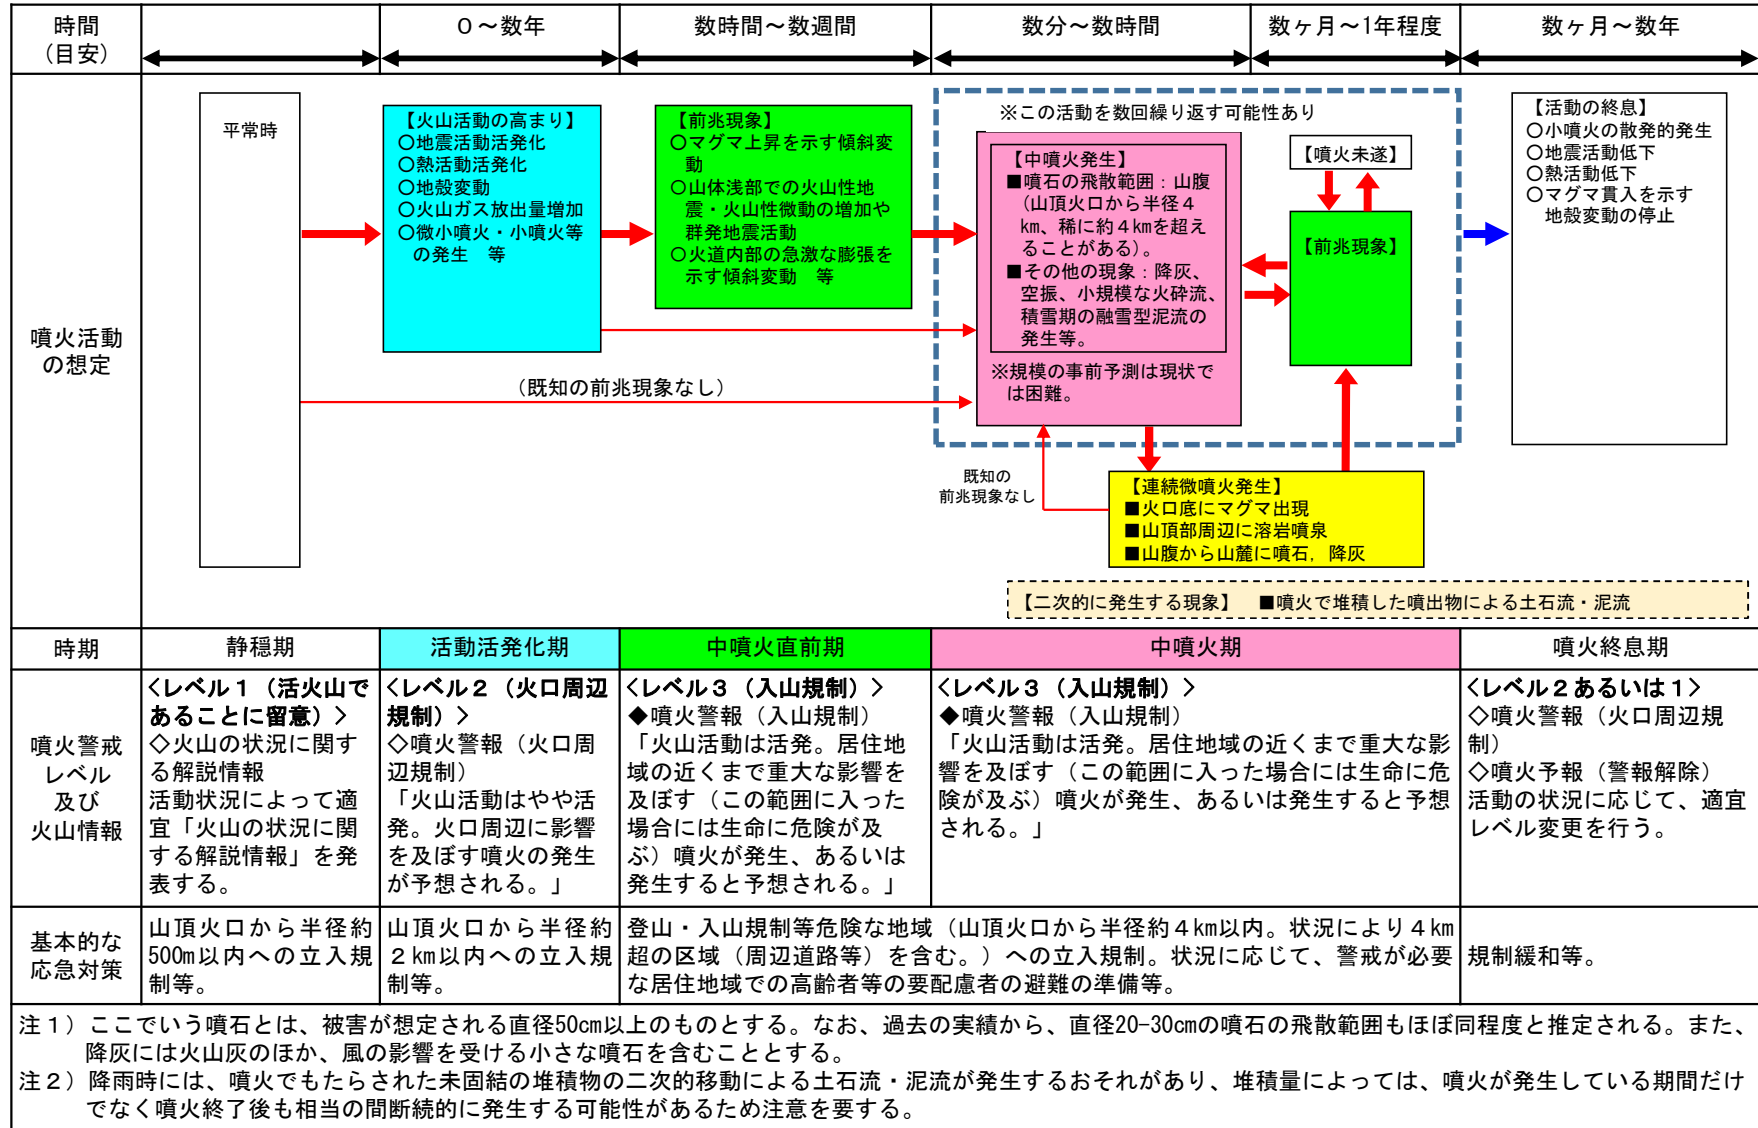 時間
（目安）
０～数年
数時間～数週間
数分～数時間
数ヶ月～1年程度
数ヶ月～数年
噴火活動
の想定
平常時
【火山活動の高まり】
○地震活動活発化
○熱活動活発化
○地殻変動
○火山ガス放出量増加
○微小噴火・小噴火等
の発生　等
【前兆現象】
○マグマ上昇を示す傾斜変
動
○山体浅部での火山性地
震・火山性微動の増加や
群発地震活動
○火道内部の急激な膨張を
示す傾斜変動　等
※この活動を数回繰り返す可能性あり
【中噴火発生】
■噴石の飛散範囲：山腹
（山頂火口から半径４
km、稀に約４kmを超え
ることがある）。
■その他の現象：降灰、
空振、小規模な火砕流、
積雪期の融雪型泥流の
発生等。
※規模の事前予測は現状で
は困難。
【噴火未遂】
【前兆現象】
【活動の終息】
○小噴火の散発的発生
○地震活動低下
○熱活動低下
○マグマ貫入を示す
地殻変動の停止
（既知の前兆現象なし）
既知の
前兆現象なし
【連続微噴火発生】
■火口底にマグマ出現
■山頂部周辺に溶岩噴泉
■山腹から山麓に噴石，降灰
【二次的に発生する現象】　■噴火で堆積した噴出物による土石流・泥流
時期
静穏期
活動活発化期
中噴火直前期
中噴火期
噴火終息期
噴火警戒
レベル
及び
火山情報
＜レベル１（活火山で
あることに留意）＞
◇火山の状況に関す
る解説情報
活動状況によって適
宜「火山の状況に関
する解説情報」を発
表する。
＜レベル２（火口周辺
規制）＞
◇噴火警報（火口周
辺規制）
「火山活動はやや活
発。火口周辺に影響
を及ぼす噴火の発生
が予想される。」
＜レベル３（入山規制）＞
◆噴火警報（入山規制）
「火山活動は活発。居住地
域の近くまで重大な影響を
及ぼす（この範囲に入った
場合には生命に危険が及
ぶ）噴火が発生、あるいは
発生すると予想される。」
＜レベル３（入山規制）＞
◆噴火警報（入山規制）
「火山活動は活発。居住地域の近くまで重大な影
響を及ぼす（この範囲に入った場合には生命に危
険が及ぶ）噴火が発生、あるいは発生すると予想
される。」
＜レベル２あるいは１＞
◇噴火警報（火口周辺規
制）
◇噴火予報（警報解除）
活動の状況に応じて、適宜
レベル変更を行う。
基本的な
応急対策
山頂火口から半径約
500m以内への立入規
制等。
山頂火口から半径約
２km以内への立入規
制等。
登山・入山規制等危険な地域（山頂火口から半径約４km以内。状況により４km
超の区域（周辺道路等）を含む。）への立入規制。状況に応じて、警戒が必要
な居住地域での高齢者等の要配慮者の避難の準備等。
規制緩和等。
注１）ここでいう噴石とは、被害が想定される直径50cm以上のものとする。なお、過去の実績から、直径20-30cmの噴石の飛散範囲もほぼ同程度と推定される。また、
降灰には火山灰のほか、風の影響を受ける小さな噴石を含むこととする。
注２）降雨時には、噴火でもたらされた未固結の堆積物の二次的移動による土石流・泥流が発生するおそれがあり、堆積量によっては、噴火が発生している期間だけ
でなく噴火終了後も相当の間断続的に発生する可能性があるため注意を要する。